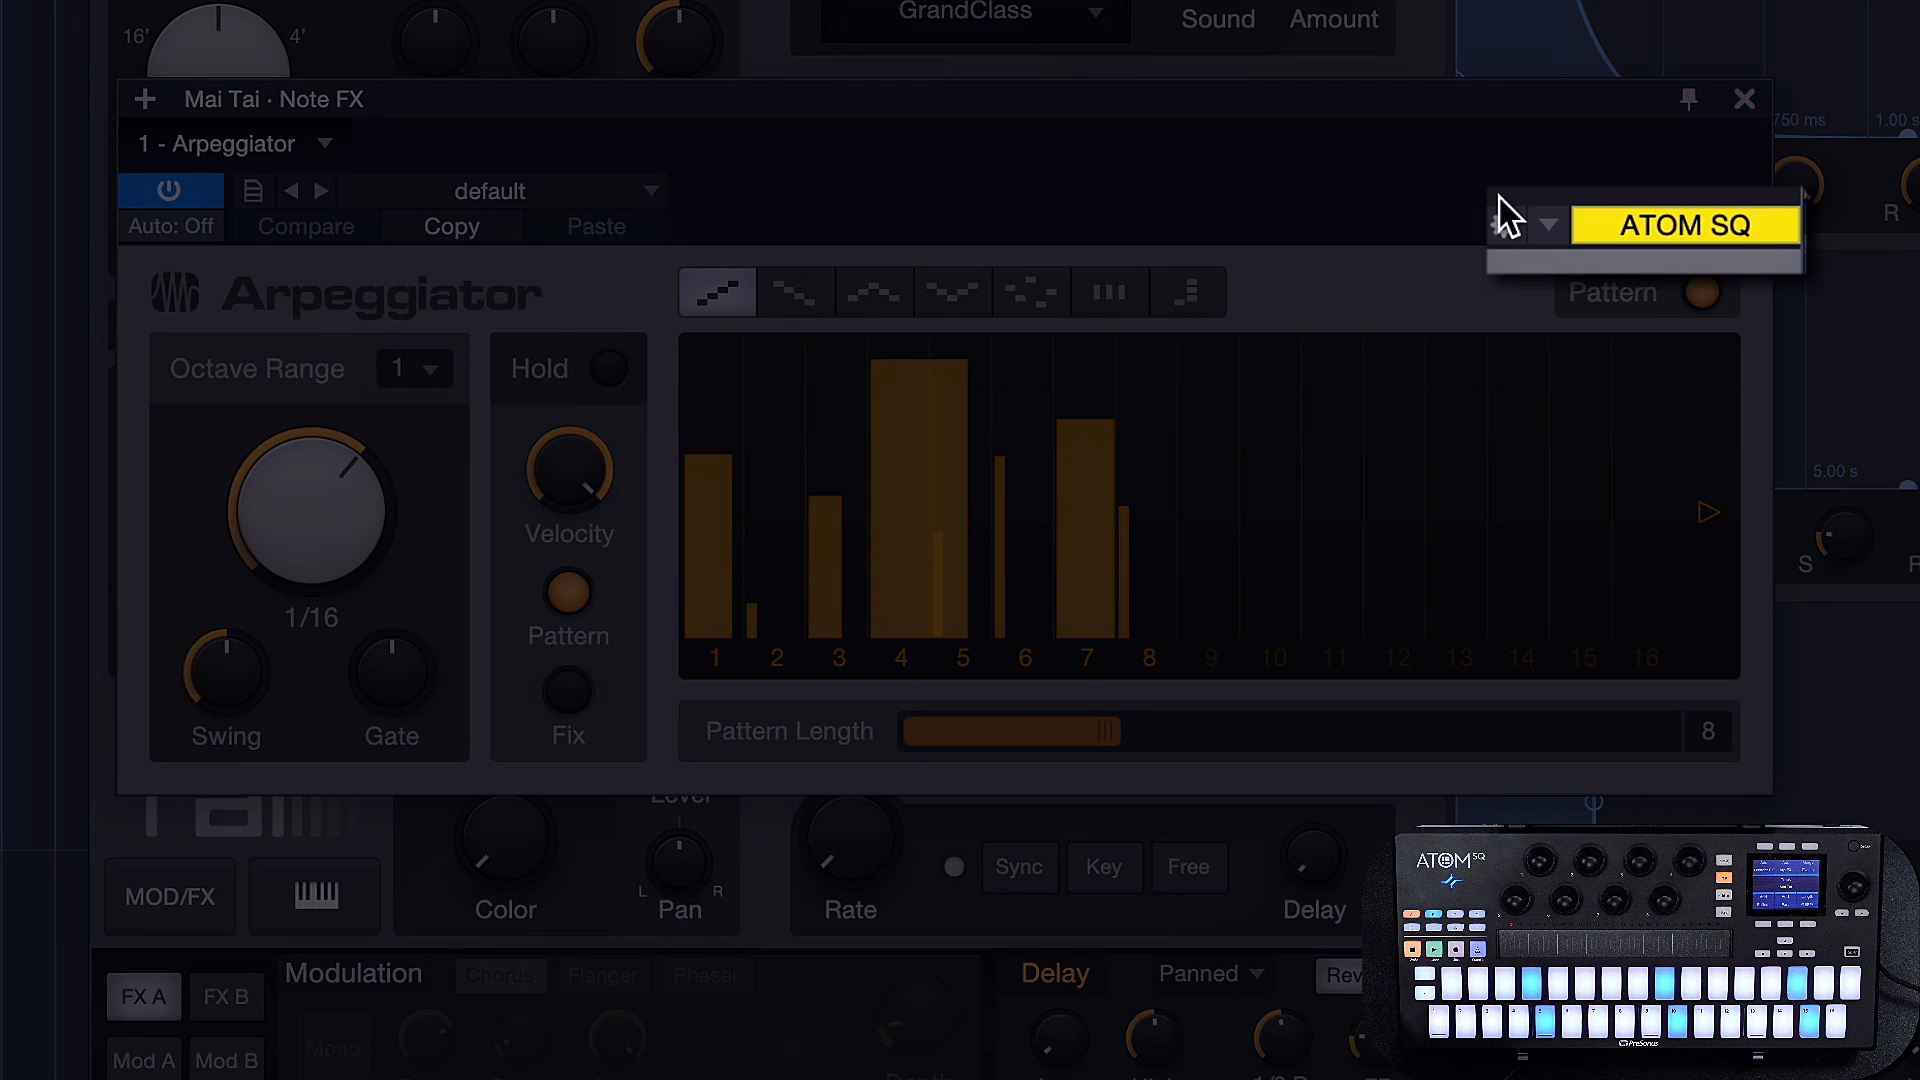 16'
4'
GrandClass
Sound
Amount
Mai Tai · Note FX
750 ms
1.00 s
1 - Arpeggiator
default
Auto: Off
Compare
Copy
Paste
ATOM SQ
R
Arpeggiator
Pattern
Octave Range
1
Hold
Velocity
5.00 s
Pattern
S
1/16
1 2 3 4 5 6 7 8 9 10 11 12 13 14 15 16
Swing
Gate
Fix
Pattern Length
8
Level
L
R
MOD/FX
Color
Pan
Rate
Sync
Key
Free
Delay
ATOM SQ
FX A
FX B
Modulation
Chorus
Flanger
Phaser
Delay
Panned
Rev
Mono
Mod A
Mod B
PreSonus